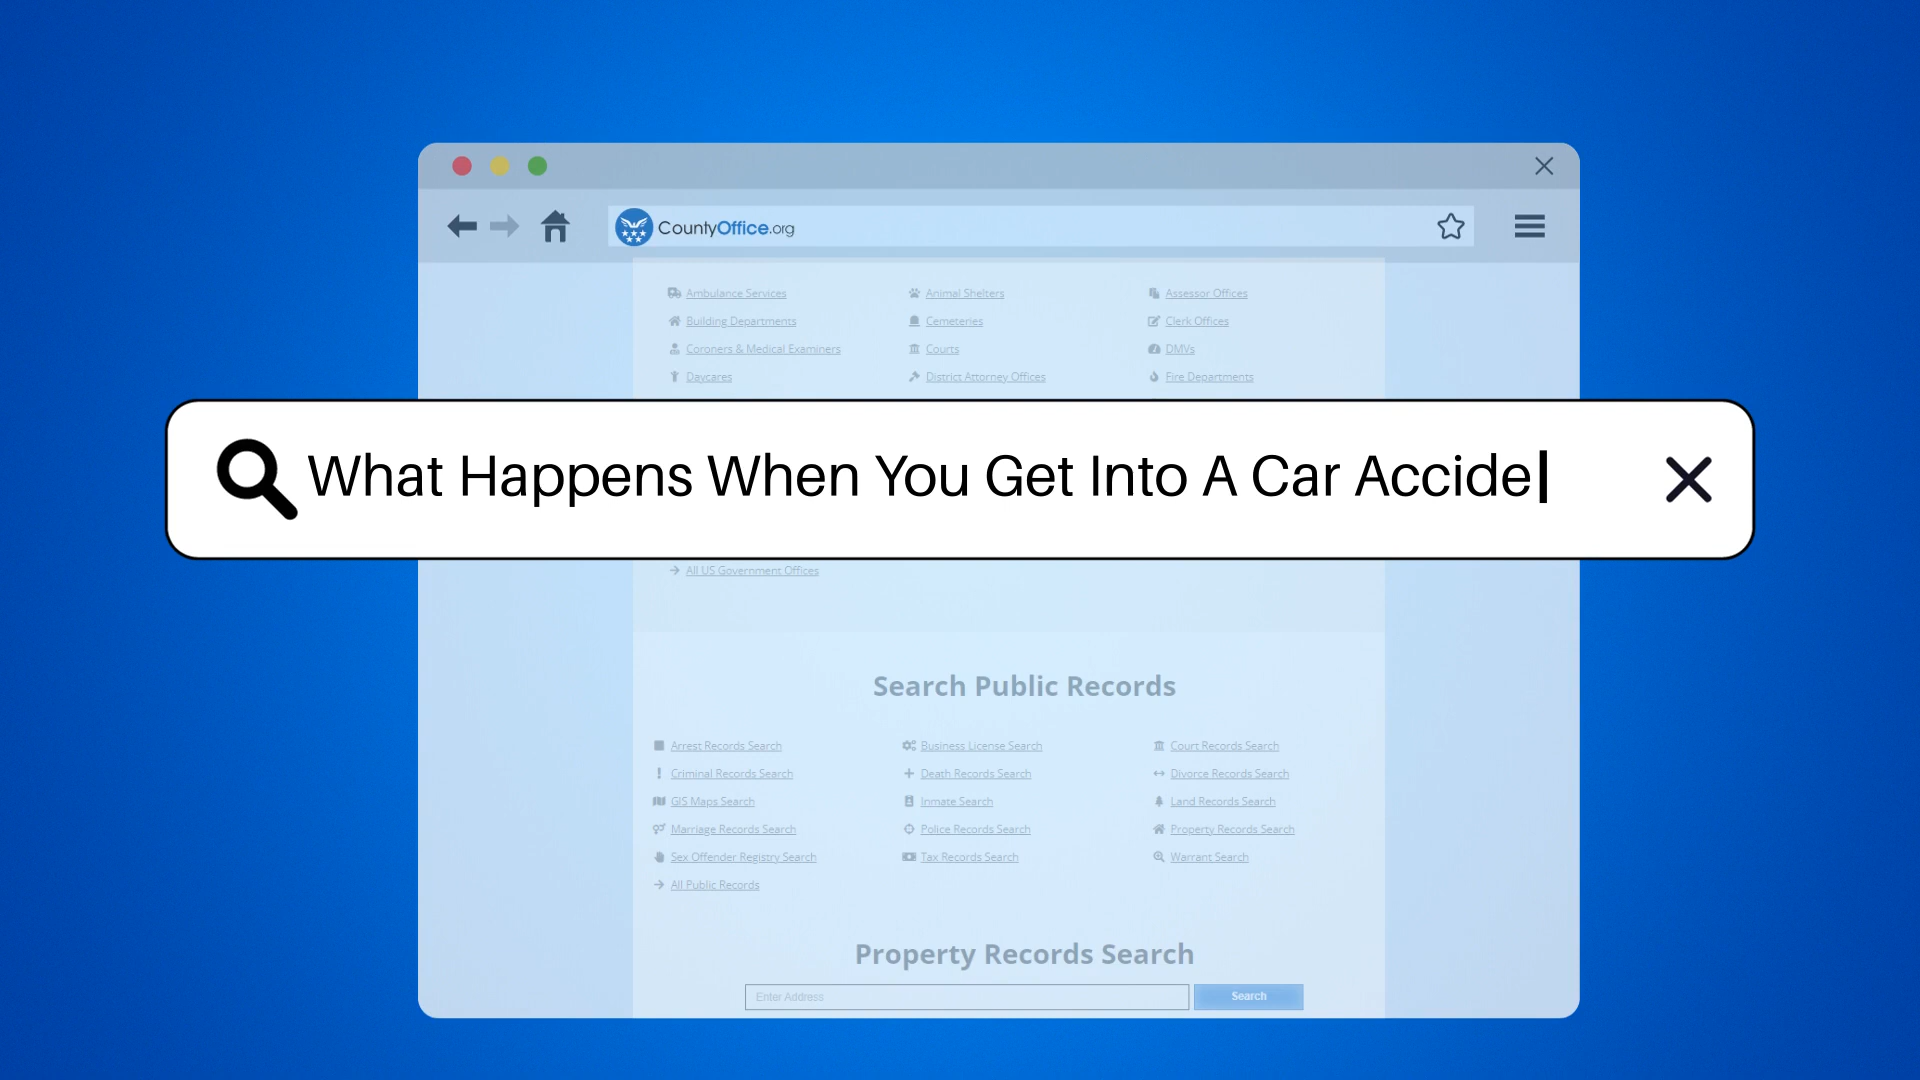 CountyOffice.org
Ambulance Services Animal Shelters Assessor Offices
Building Departments Cemeteries Clerk Offices
Coroners & Medical Examiners Courts DMVs
Daycares District Attorney Offices Fire Departments
What Happens When You Get Into A Car Accide
All US Government Offices
Search Public Records
Arrest Records Search Business License Search Court Records Search
Criminal Records Search Death Records Search Divorce Records Search
GIS Maps Search Inmate Search Land Records Search
Marriage Records Search Police Records Search Property Records Search
Sex Offender Registry Search Tax Records Search Warrant Search
All Public Records
Property Records Search
Enter Address Search